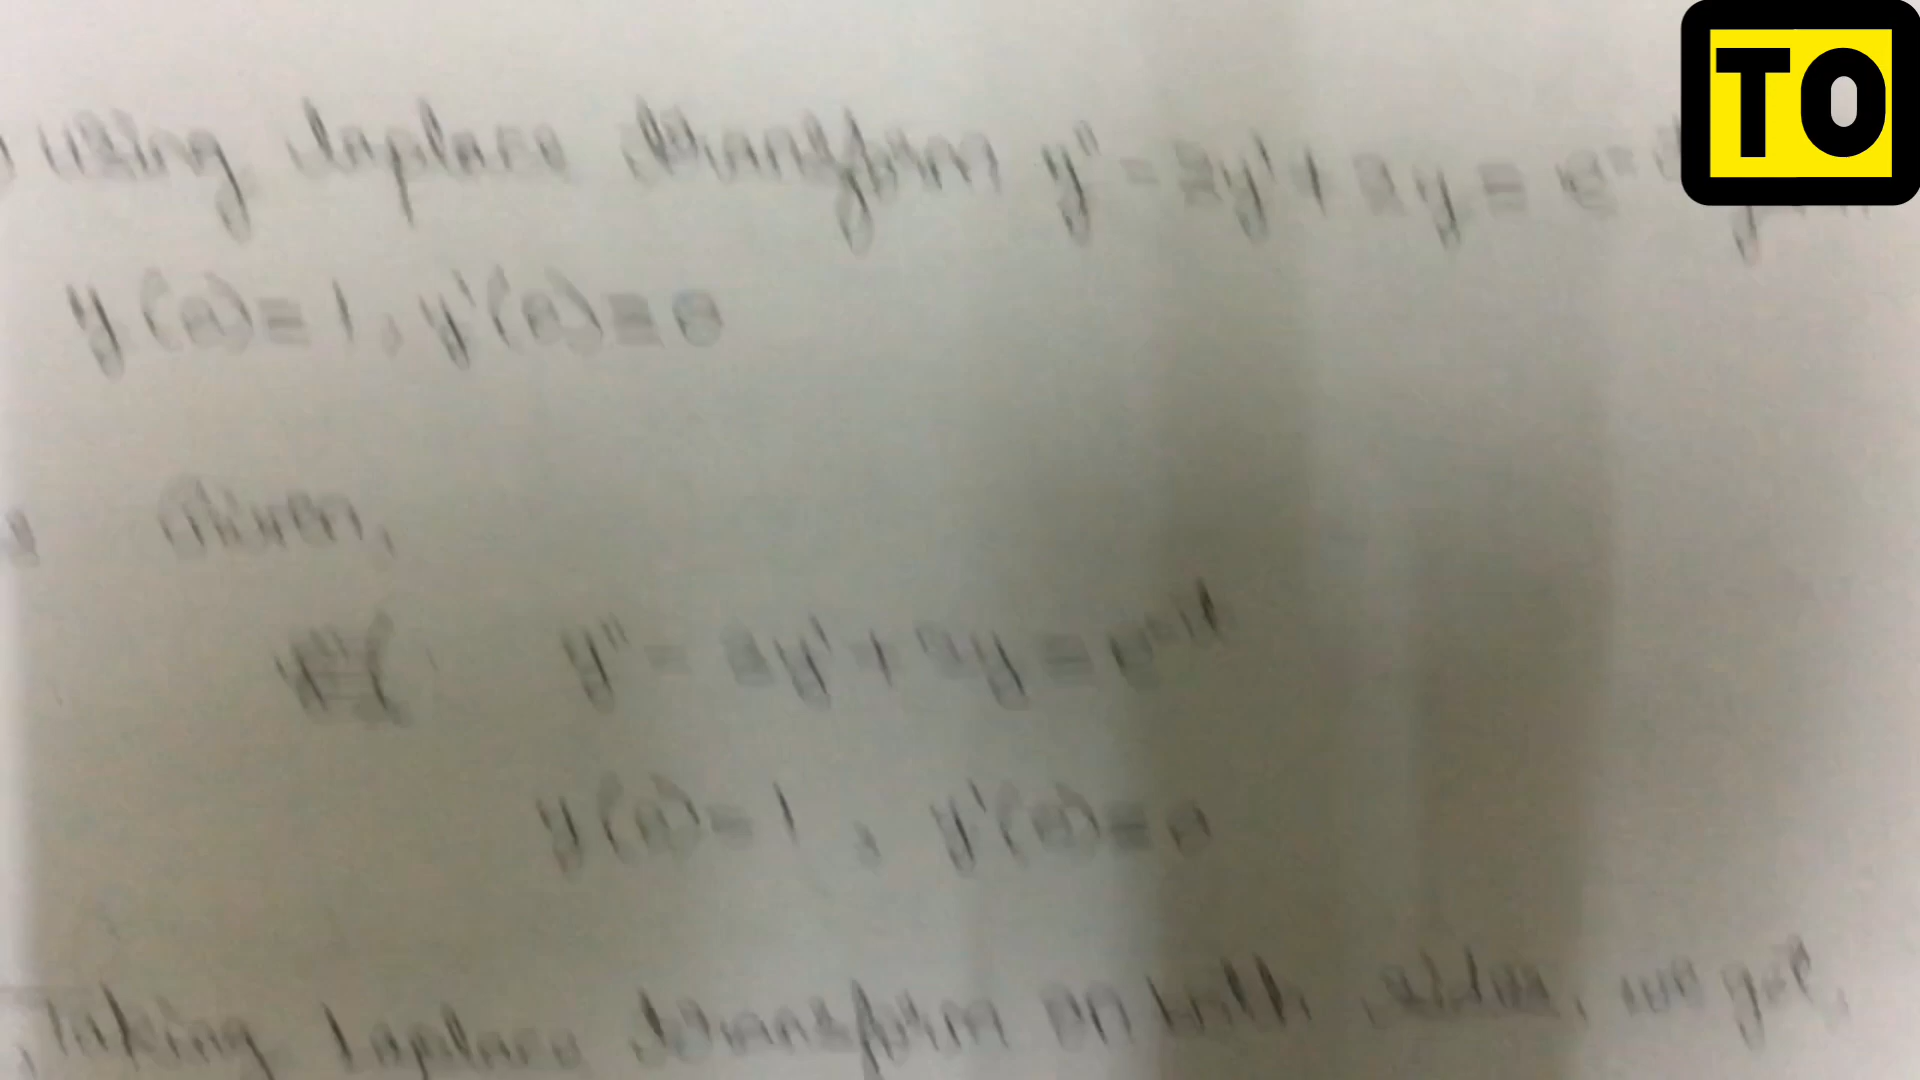 using laplace transform y" - 2y' + 2y = e
TO
y(0) = 1, y'(0) = 0
Given,
y" - 2y' + 2y = e^-t
y(0) = 1, y'(0) = 0
Taking Laplace transform on both sides, we get,